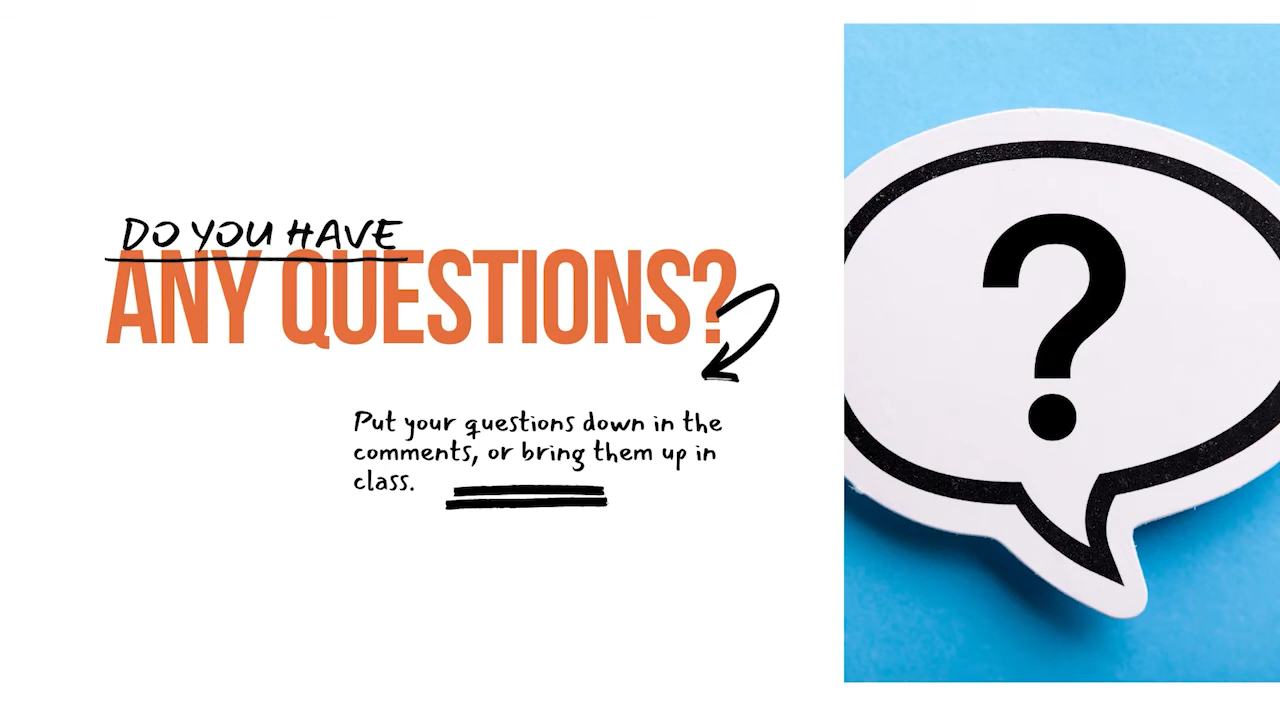 DO YOU HAVE
ANY QUESTIONS?
Put your questions down in the
comments, or bring them up in
class.
?